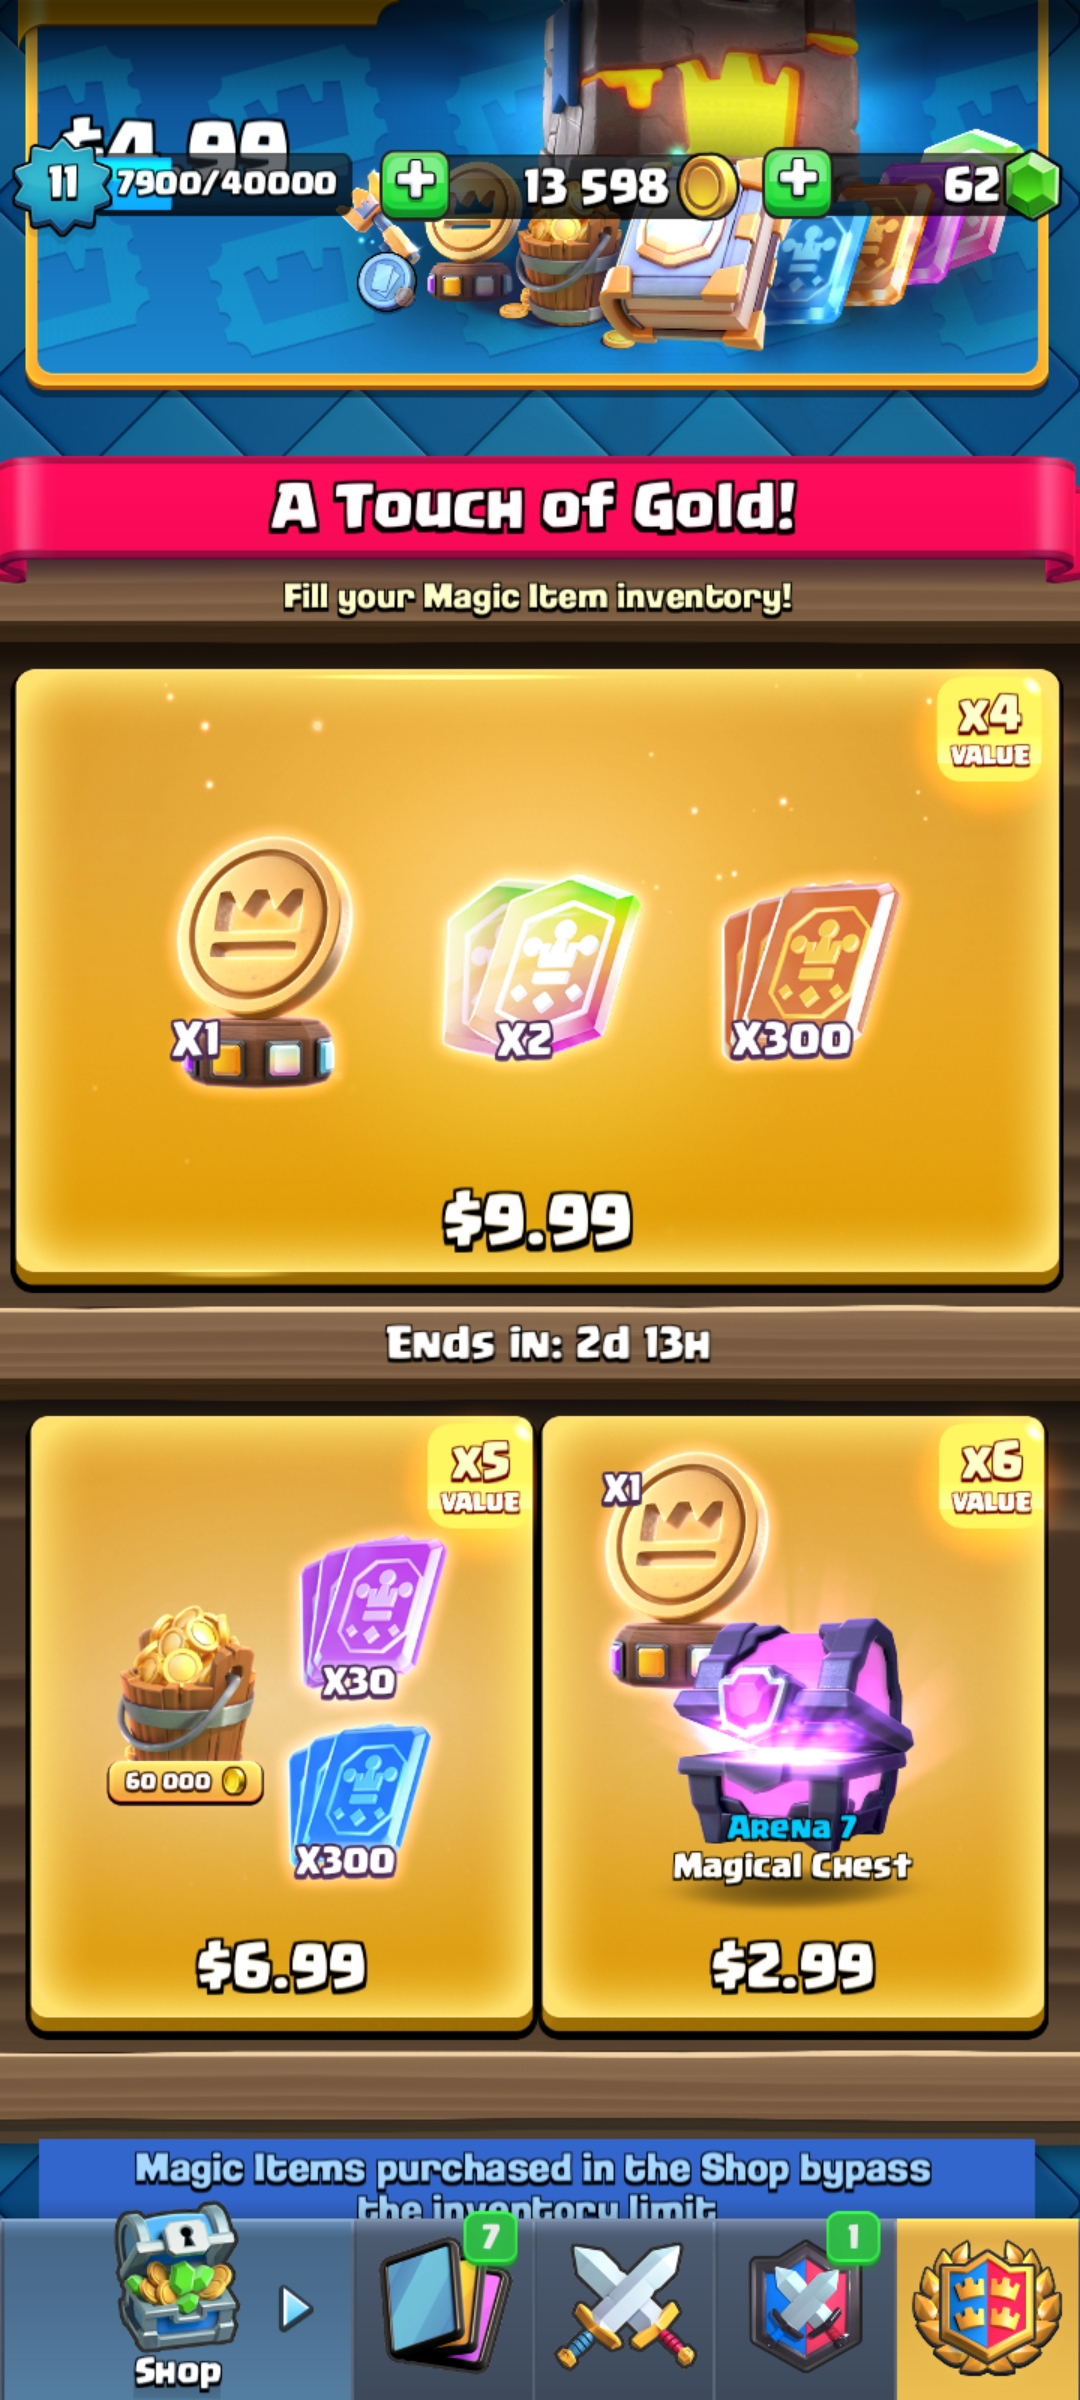 $4.99
11
7900/40000
13 598
62
A Touch of Gold!
Fill your Magic Item inventory!
x4
VALUE
X1
X2
X300
$9.99
Ends in: 2d 13h
x5
VALUE
X30
60 000
X300
$6.99
x6
VALUE
X1
Arena 7
Magical Chest
$2.99
Magic Items purchased in the Shop bypass
the inventory limit
7
1
Shop